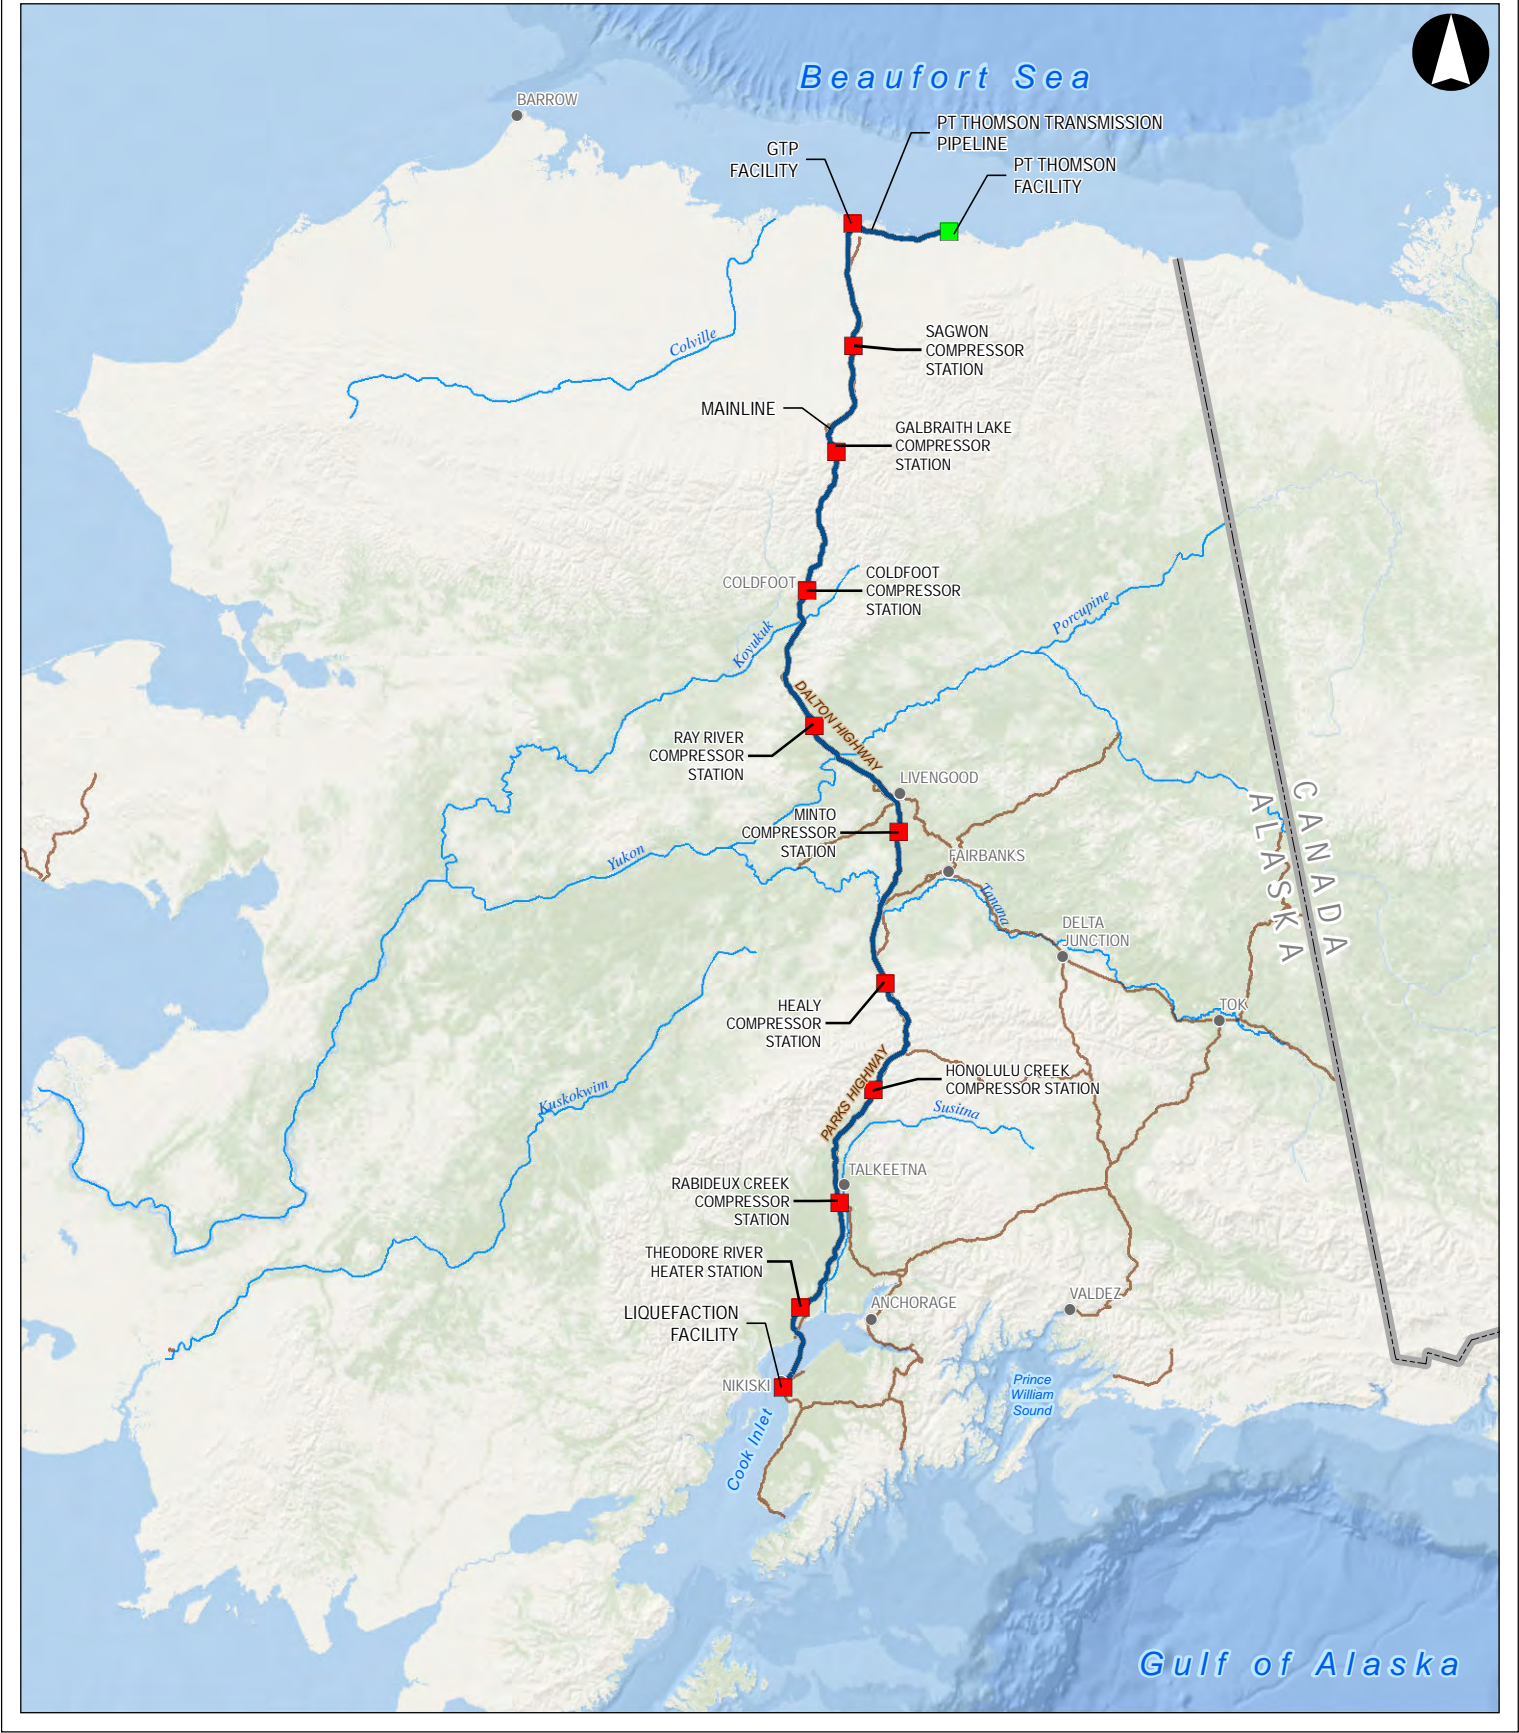 Beaufort Sea
BARROW
PT THOMSON TRANSMISSION
PIPELINE
GTP
FACILITY
PT THOMSON
FACILITY
Colville
SAGWON
COMPRESSOR
STATION
MAINLINE
GALBRAITH LAKE
COMPRESSOR
STATION
COLDFOOT
COLDFOOT
COMPRESSOR
STATION
Porcupine
Koyukuk
DALTON HIGHWAY
RAY RIVER
COMPRESSOR
STATION
LIVENGOOD
CANADA
ALASKA
MINTO
COMPRESSOR
STATION
Yukon
FAIRBANKS
Tanana
DELTA
JUNCTION
HEALY
COMPRESSOR
STATION
TOK
PARKS HIGHWAY
HONOLULU CREEK
COMPRESSOR STATION
Kuskokwim
Susitna
TALKEETNA
RABIDEUX CREEK
COMPRESSOR
STATION
THEODORE RIVER
HEATER STATION
ANCHORAGE
VALDEZ
LIQUEFACTION
FACILITY
NIKISKI
Prince
William
Sound
Cook Inlet
Gulf of Alaska